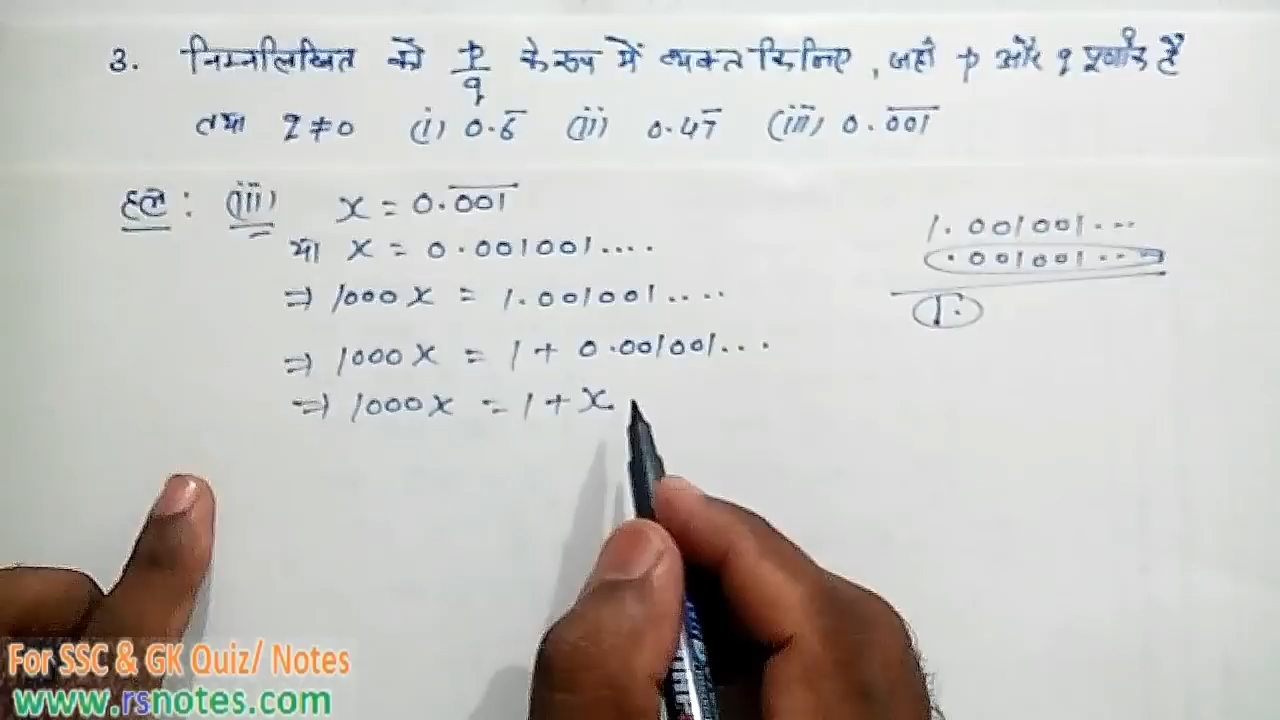 3. निम्नलिखित को p/q के रूप में व्यक्त किजिए, जहाँ p और q पूर्णांक हैं
तथा q ≠ 0 (i) 0.6̅ (ii) 0.47̅ (iii) 0.0̅0̅1̅
हल : (iii) x = 0.0̅0̅1̅
या x = 0.001001....
⇒ 1000x = 1.001001....
⇒ 1000x = 1 + 0.001001...
⇒ 1000x = 1 + x
1.001001...
.001001...
1.
For SSC & GK Quiz/ Notes
www.rsnotes.com